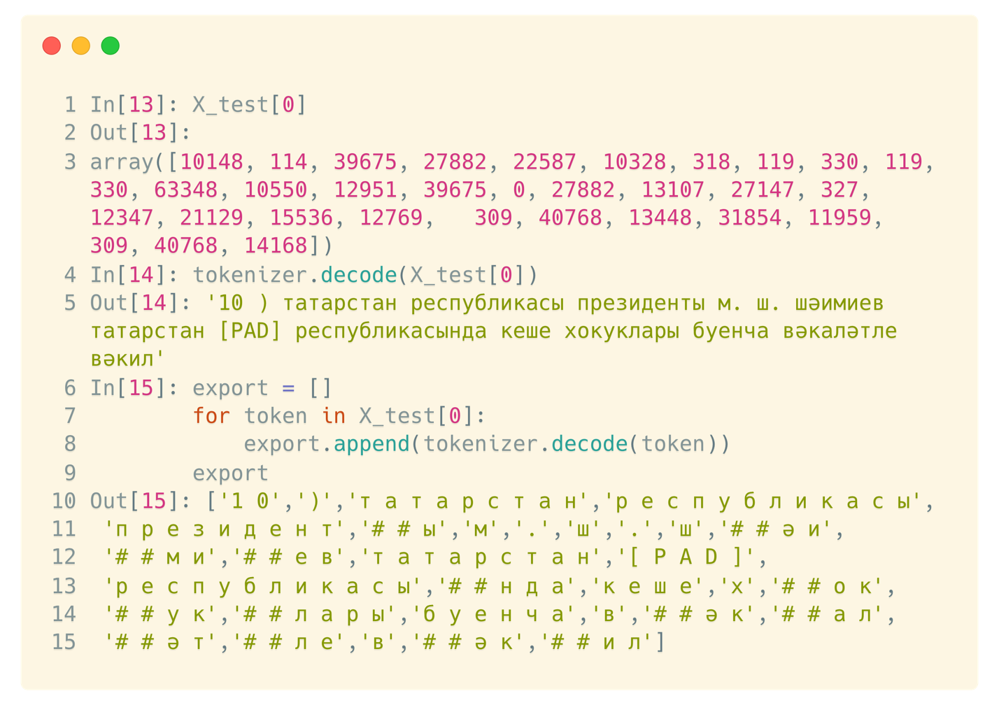 1 In[13]: X_test[0]
2 Out[13]:
3 array([10148, 114, 39675, 27882, 22587, 10328, 318, 119, 330, 119,
330, 63348, 10550, 12951, 39675, 0, 27882, 13107, 27147, 327,
12347, 21129, 15536, 12769,   309, 40768, 13448, 31854, 11959,
309, 40768, 14168])
4 In[14]: tokenizer.decode(X_test[0])
5 Out[14]: '10 ) татарстан республикасы президенты м. ш. шәимиев
татарстан [PAD] республикасында кеше хокуклары буенча вәкаләтле
вәкил'
6 In[15]: export = []
7         for token in X_test[0]:
8             export.append(tokenizer.decode(token))
9         export
10 Out[15]: ['1 0',')','т а т а р с т а н','р е с п у б л и к а с ы',
11  'п р е з и д е н т','# # ы','м','.','ш','.','ш','# # ә и',
12  '# # м и','# # е в','т а т а р с т а н','[ P A D ]',
13  'р е с п у б л и к а с ы','# # н д а','к е ш е','х','# # о к',
14  '# # у к','# # л а р ы','б у е н ч а','в','# # ә к','# # а л',
15  '# # ә т','# # л е','в','# # ә к','# # и л']